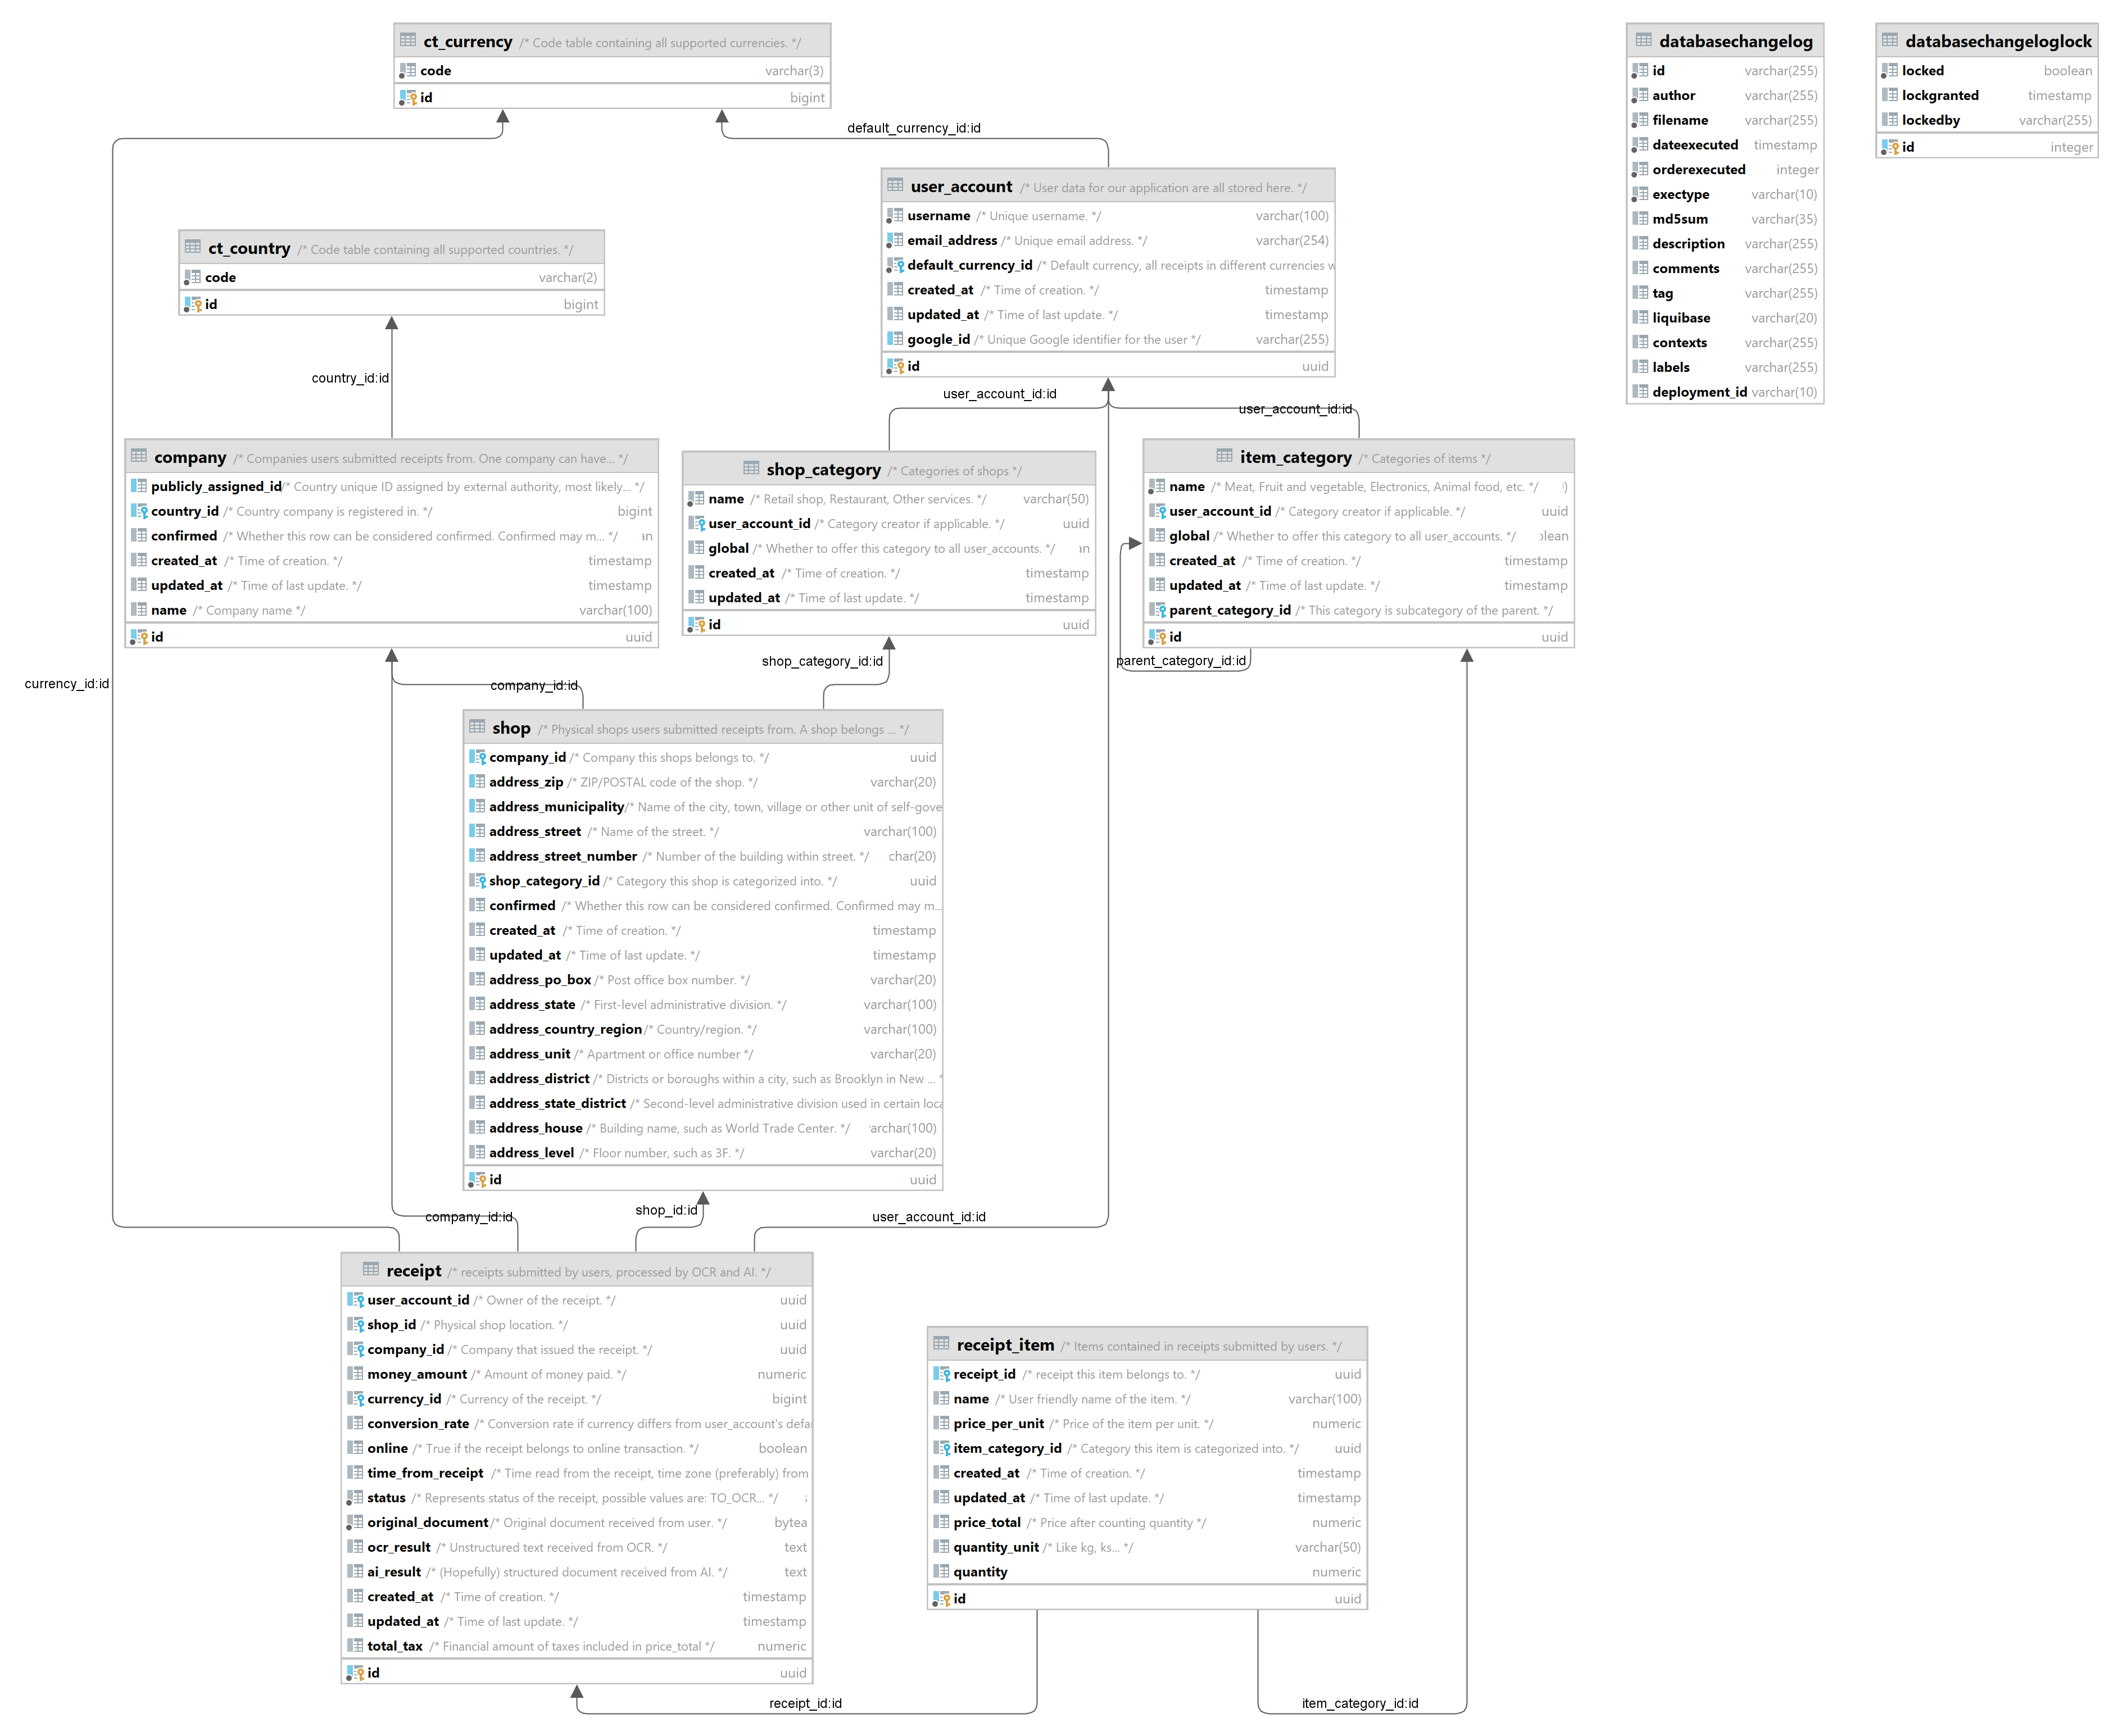 ct_currency /* Code table containing all supported currencies. */
code varchar(3)
id bigint
default_currency_id:id
user_account /* User data for our application are all stored here. */
username /* Unique username. */ varchar(100)
email_address /* Unique email address. */ varchar(254)
default_currency_id /* Default currency, all receipts in different currencies w
created_at /* Time of creation. */ timestamp
updated_at /* Time of last update. */ timestamp
google_id /* Unique Google identifier for the user */ varchar(255)
id uuid
databasechangelog
id varchar(255)
author varchar(255)
filename varchar(255)
dateexecuted timestamp
orderexecuted integer
exectype varchar(10)
md5sum varchar(35)
description varchar(255)
comments varchar(255)
tag varchar(255)
liquibase varchar(20)
contexts varchar(255)
labels varchar(255)
deployment_id varchar(10)
databasechangeloglock
locked boolean
lockgranted timestamp
lockedby varchar(255)
id integer
ct_country /* Code table containing all supported countries. */
code varchar(2)
id bigint
country_id:id
user_account_id:id
user_account_id:id
company /* Companies users submitted receipts from. One company can have... */
publicly_assigned_id /* Country unique ID assigned by external authority, most likely... */
country_id /* Country company is registered in. */ bigint
confirmed /* Whether this row can be considered confirmed. Confirmed may m... */ an
created_at /* Time of creation. */ timestamp
updated_at /* Time of last update. */ timestamp
name /* Company name */ varchar(100)
id uuid
shop_category /* Categories of shops */
name /* Retail shop, Restaurant, Other services. */ varchar(50)
user_account_id /* Category creator if applicable. */ uuid
global /* Whether to offer this category to all user_accounts. */ in
created_at /* Time of creation. */ timestamp
updated_at /* Time of last update. */ timestamp
id uuid
item_category /* Categories of items */
name /* Meat, Fruit and vegetable, Electronics, Animal food, etc. */ )
user_account_id /* Category creator if applicable. */ uuid
global /* Whether to offer this category to all user_accounts. */ olean
created_at /* Time of creation. */ timestamp
updated_at /* Time of last update. */ timestamp
parent_category_id /* This category is subcategory of the parent. */
id uuid
shop_category_id:id
parent_category_id:id
currency_id:id
company_id:id
shop /* Physical shops users submitted receipts from. A shop belongs ... */
company_id /* Company this shops belongs to. */ uuid
address_zip /* ZIP/POSTAL code of the shop. */ varchar(20)
address_municipality /* Name of the city, town, village or other unit of self-gove
address_street /* Name of the street. */ varchar(100)
address_street_number /* Number of the building within street. */ char(20)
shop_category_id /* Category this shop is categorized into. */ uuid
confirmed /* Whether this row can be considered confirmed. Confirmed may m...
created_at /* Time of creation. */ timestamp
updated_at /* Time of last update. */ timestamp
address_po_box /* Post office box number. */ varchar(20)
address_state /* First-level administrative division. */ varchar(100)
address_country_region /* Country/region. */ varchar(100)
address_unit /* Apartment or office number */ varchar(20)
address_district /* Districts or boroughs within a city, such as Brooklyn in New ... *
address_state_district /* Second-level administrative division used in certain loca
address_house /* Building name, such as World Trade Center. */ archar(100)
address_level /* Floor number, such as 3F. */ varchar(20)
id uuid
company_id:id
shop_id:id
user_account_id:id
receipt /* receipts submitted by users, processed by OCR and AI. */
user_account_id /* Owner of the receipt. */ uuid
shop_id /* Physical shop location. */ uuid
company_id /* Company that issued the receipt. */ uuid
money_amount /* Amount of money paid. */ numeric
currency_id /* Currency of the receipt. */ bigint
conversion_rate /* Conversion rate if currency differs from user_account's defau
online /* True if the receipt belongs to online transaction. */ boolean
time_from_receipt /* Time read from the receipt, time zone (preferably) from
status /* Represents status of the receipt, possible values are: TO_OCR... */
original_document /* Original document received from user. */ bytea
ocr_result /* Unstructured text received from OCR. */ text
ai_result /* (Hopefully) structured document received from AI. */ text
created_at /* Time of creation. */ timestamp
updated_at /* Time of last update. */ timestamp
total_tax /* Financial amount of taxes included in price_total */ numeric
id uuid
receipt_item /* Items contained in receipts submitted by users. */
receipt_id /* receipt this item belongs to. */ uuid
name /* User friendly name of the item. */ varchar(100)
price_per_unit /* Price of the item per unit. */ numeric
item_category_id /* Category this item is categorized into. */ uuid
created_at /* Time of creation. */ timestamp
updated_at /* Time of last update. */ timestamp
price_total /* Price after counting quantity */ numeric
quantity_unit /* Like kg, ks... */ varchar(50)
quantity numeric
id uuid
receipt_id:id
item_category_id:id